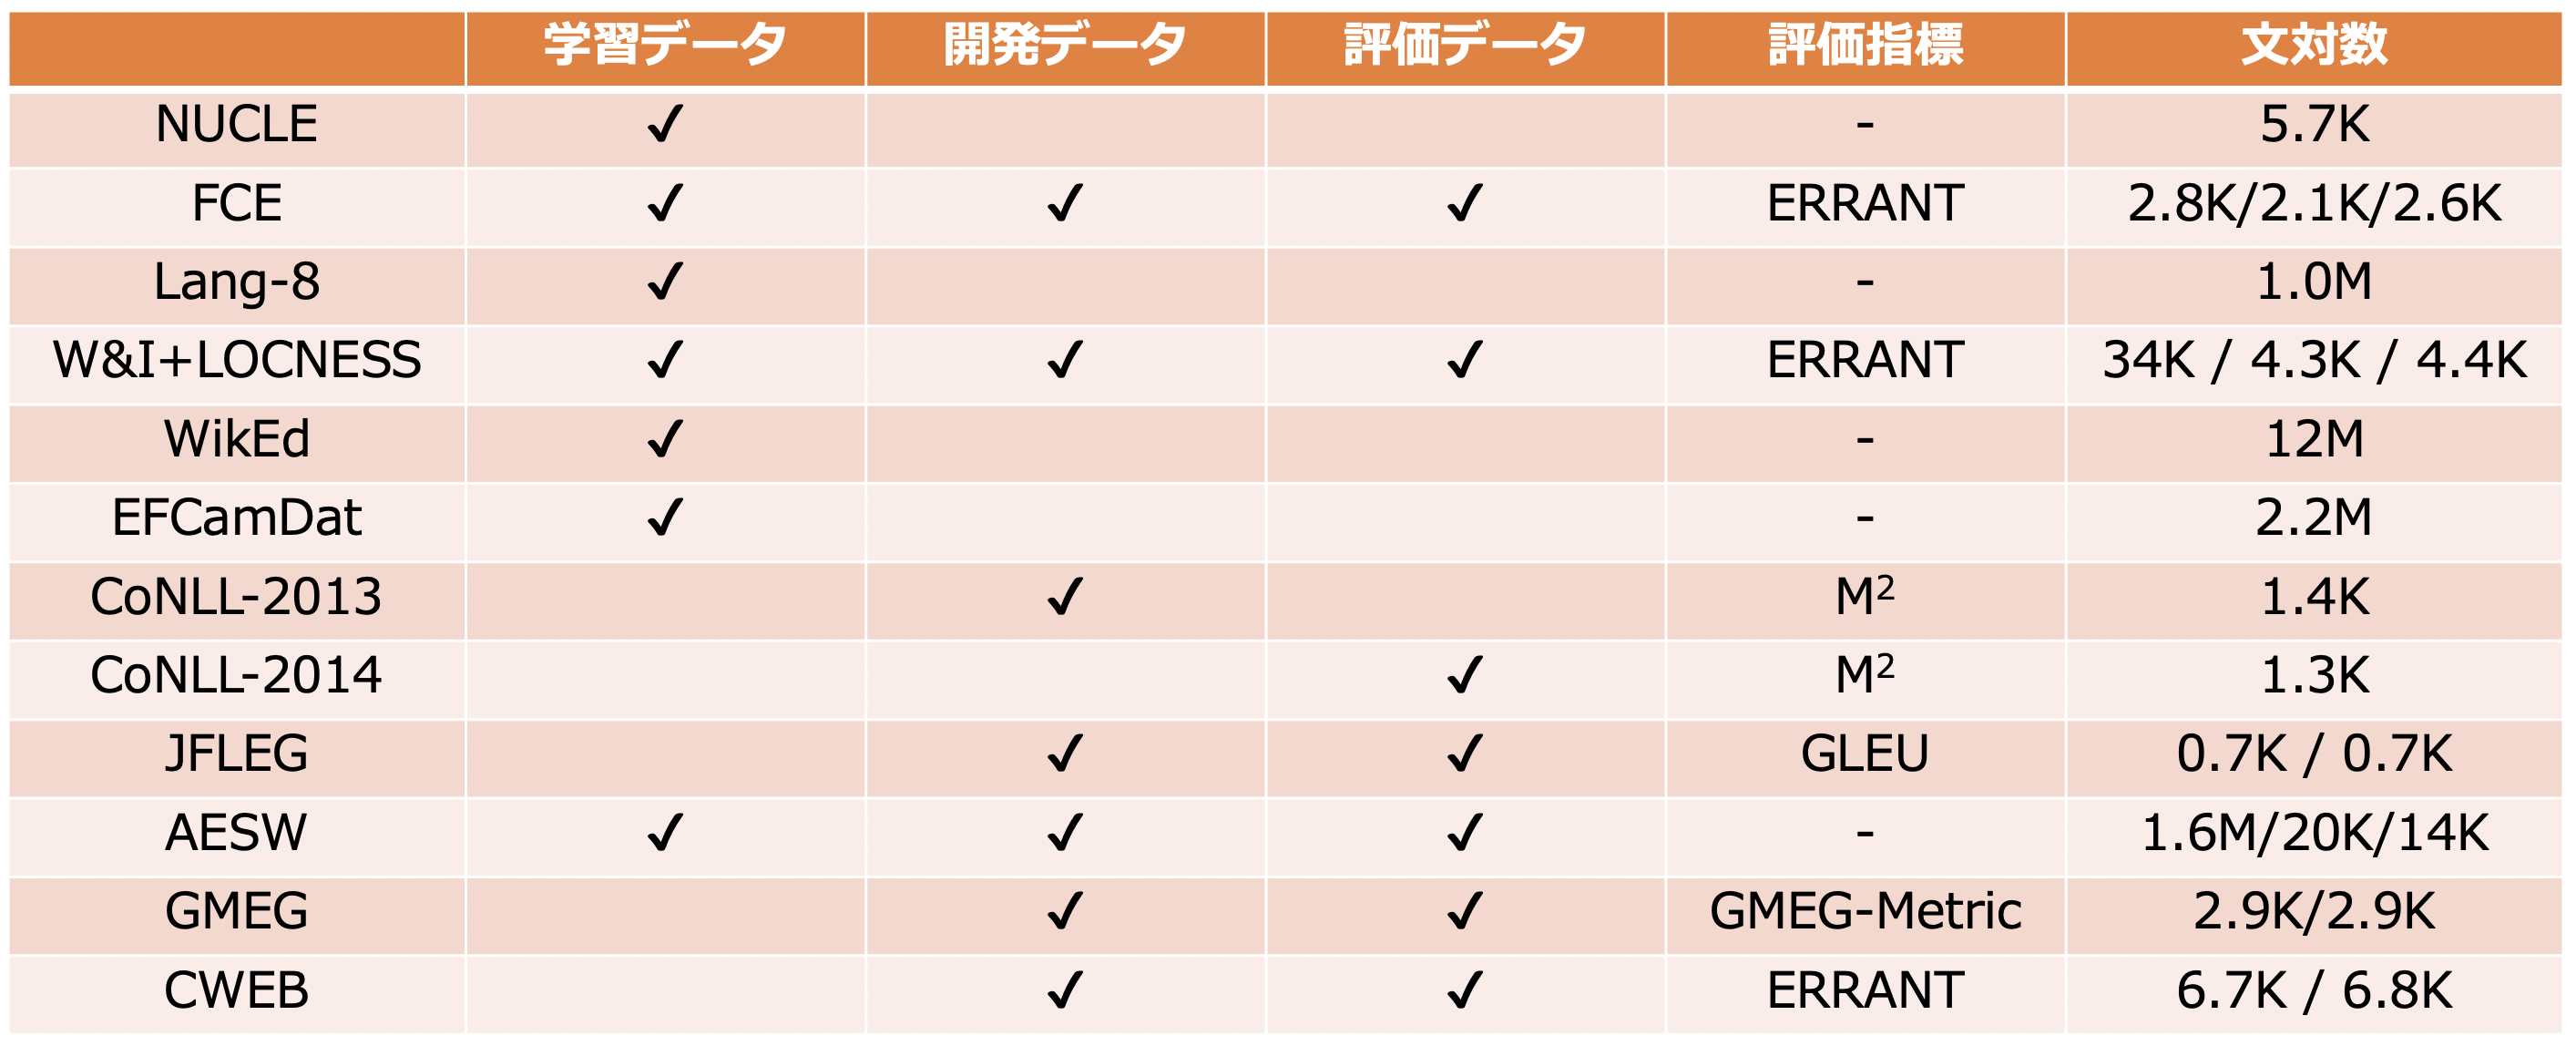 学習データ 開発データ 評価データ 評価指標 文対数
NUCLE ✓ - 5.7K
FCE ✓ ✓ ✓ ERRANT 2.8K/2.1K/2.6K
Lang-8 ✓ - 1.0M
W&I+LOCNESS ✓ ✓ ✓ ERRANT 34K / 4.3K / 4.4K
WikEd ✓ - 12M
EFCamDat ✓ - 2.2M
CoNLL-2013 ✓ M² 1.4K
CoNLL-2014 ✓ M² 1.3K
JFLEG ✓ ✓ GLEU 0.7K / 0.7K
AESW ✓ ✓ ✓ - 1.6M/20K/14K
GMEG ✓ ✓ GMEG-Metric 2.9K/2.9K
CWEB ✓ ✓ ERRANT 6.7K / 6.8K